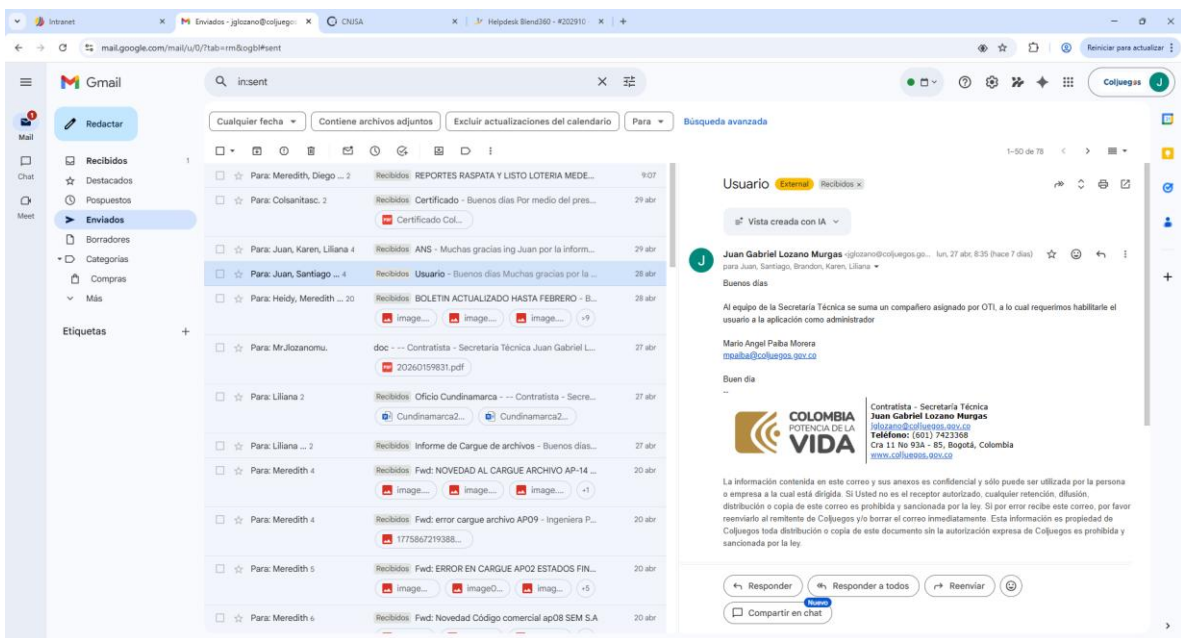 Intranet
Enviados - jglozano@coljuegos
CNJSA
Helpdesk Blend360 - #202910
mail.google.com/mail/u/0/?tab=rm&ogbl#sent
Reiniciar para actualizar
Gmail
in:sent
Coljuegos
J
Mail
Chat
Meet
Redactar
Recibidos 1
Destacados
Pospuestos
Enviados
Borradores
Categorías
Compras
Más
Etiquetas
Cualquier fecha
Contiene archivos adjuntos
Excluir actualizaciones del calendario
Para
Búsqueda avanzada
1–50 de 78
Para: Meredith, Diego ... 2 Recibidos REPORTES RASPATA Y LISTO LOTERIA MEDE... 9:07
Para: Colsanitasc. 2 Recibidos Certificado - Buenos días Por medio del pres... 29 abr
PDF Certificado Col...
Para: Juan, Karen, Liliana 4 Recibidos ANS - Muchas gracias ing Juan por la inform... 29 abr
Para: Juan, Santiago ... 4 Recibidos Usuario - Buenos días Muchas gracias por la ... 28 abr
Para: Heidy, Meredith ... 20 Recibidos BOLETIN ACTUALIZADO HASTA FEBRERO - B... 28 abr
image.... image.... image.... +9
Para: MrJlozanomu. doc - -- Contratista - Secretaría Técnica Juan Gabriel L... 27 abr
PDF 20260159831.pdf
Para: Liliana 2 Recibidos Oficio Cundinamarca - -- Contratista - Secre... 27 abr
Cundinamarca2... Cundinamarca2...
Para: Liliana ... 2 Recibidos Informe de Cargue de archivos - Buenos días... 27 abr
Para: Meredith 4 Recibidos Fwd: NOVEDAD AL CARGUE ARCHIVO AP-14 ... 20 abr
image.... image.... image.... +1
Para: Meredith 4 Recibidos Fwd: error cargue archivo AP09 - Ingeniera P... 20 abr
1775867219388...
Para: Meredith 5 Recibidos Fwd: ERROR EN CARGUE AP02 ESTADOS FIN... 20 abr
image... image0... imag... +5
Para: Meredith 6 Recibidos Fwd: Novedad Código comercial ap08 SEM S.A 20 abr
Usuario External Recibidos x
Vista creada con IA
J
Juan Gabriel Lozano Murgas <jglozano@coljuegos.go... lun, 27 abr, 8:35 (hace 7 días)
para Juan, Santiago, Brandon, Karen, Liliana
Buenos días
Al equipo de la Secretaría Técnica se suma un compañero asignado por OTI, a lo cual requerimos habilitarle el
usuario a la aplicación como administrador
Mario Angel Paiba Morera
mpaiba@coljuegos.gov.co
Buen día
--
COLOMBIA
POTENCIA DE LA
VIDA
Contratista - Secretaría Técnica
Juan Gabriel Lozano Murgas
jglozano@coljuegos.gov.co
Teléfono: (601) 7423368
Cra 11 No 93A - 85, Bogotá, Colombia
www.coljuegos.gov.co
La información contenida en este correo y sus anexos es confidencial y sólo puede ser utilizada por la persona
o empresa a la cual está dirigida. Si Usted no es el receptor autorizado, cualquier retención, difusión,
distribución o copia de este correo es prohibida y sancionada por la ley. Si por error recibe este correo, por favor
reenviarlo al remitente de Coljuegos y/o borrar el correo inmediatamente. Esta información es propiedad de
Coljuegos toda distribución o copia de este documento sin la autorización expresa de Coljuegos es prohibida y
sancionada por la ley.
Responder
Responder a todos
Reenviar
Nuevo
Compartir en chat